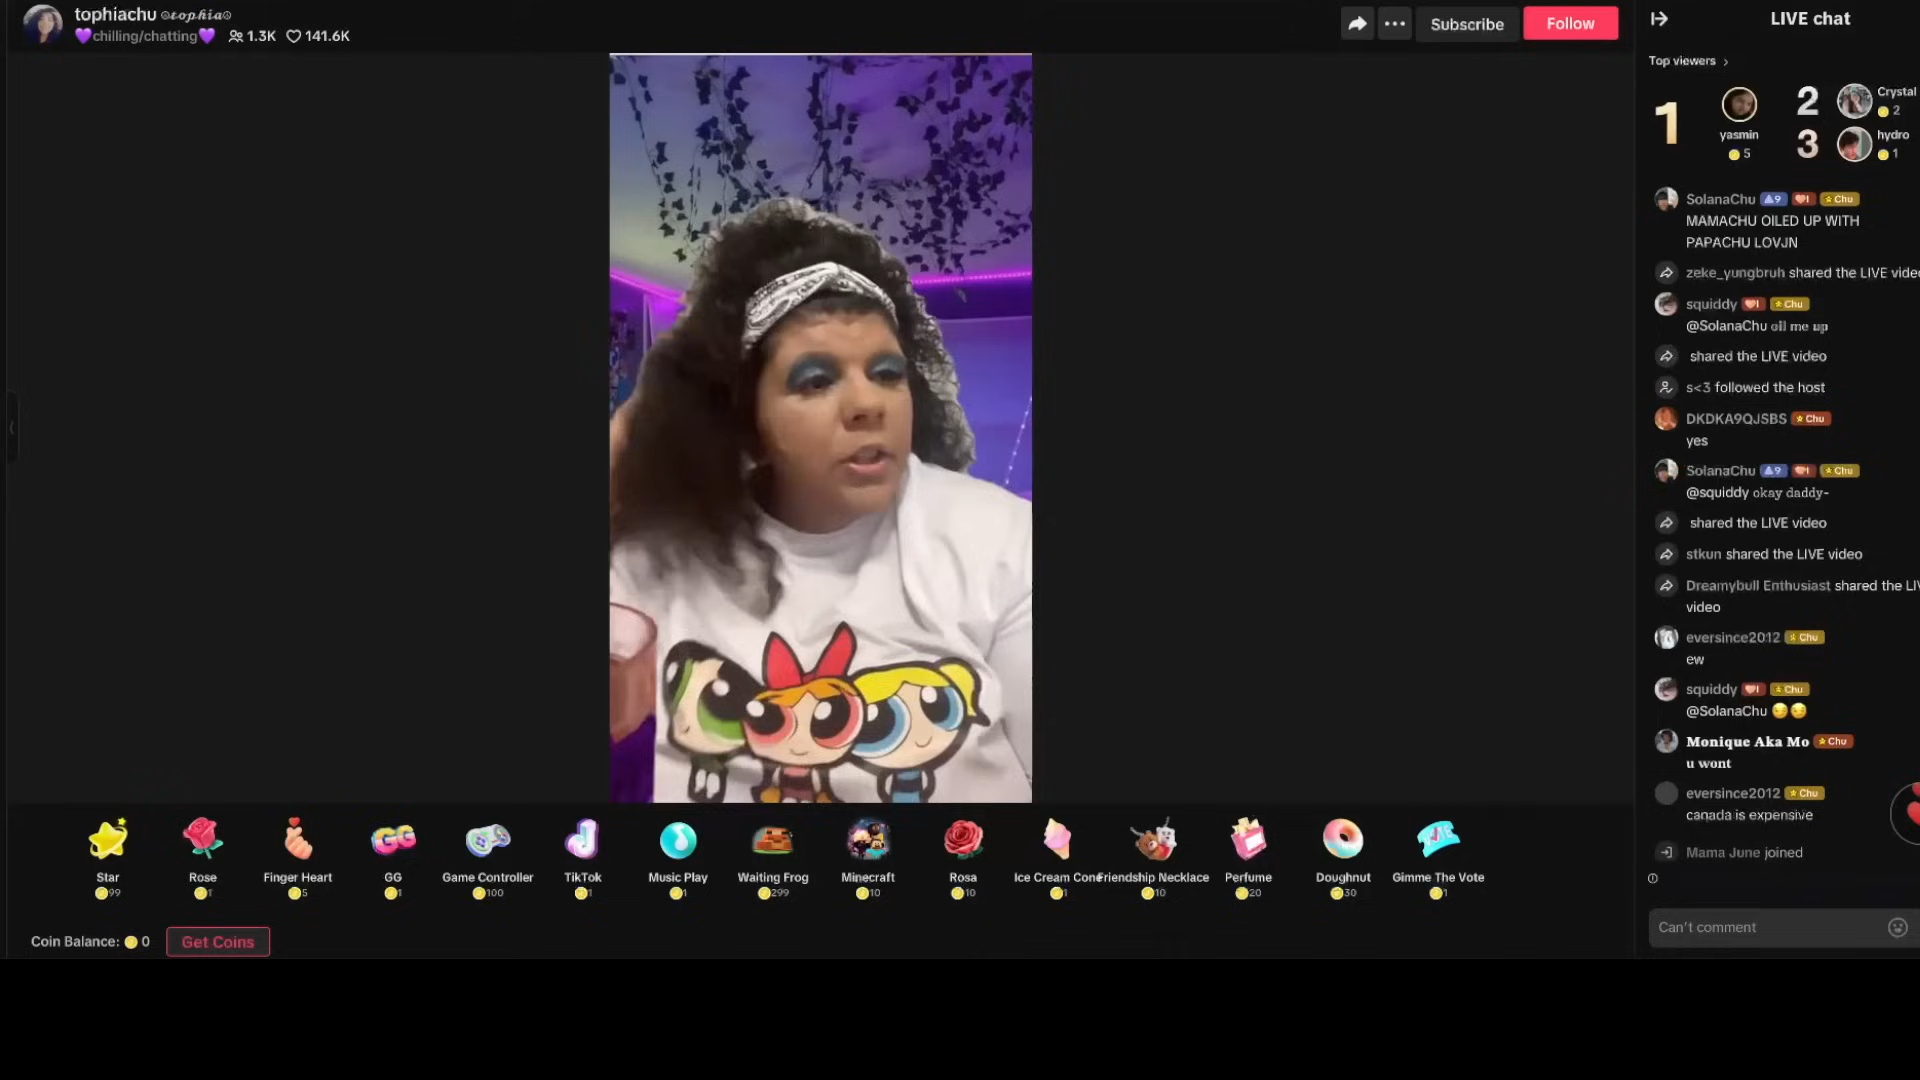 tophiachu ⍟𝓽𝓸𝓹𝓱𝓲𝓪⍟
💜chilling/chatting💜 1.3K 141.6K
Subscribe
Follow
LIVE chat
Top viewers >
1
yasmin
5
2
Crystal
2
3
hydro
1
SolanaChu 9 I Chu
MAMACHU OILED UP WITH
PAPACHU LOVJN
zeke_yungbruh shared the LIVE video
squiddy I Chu
@SolanaChu 𝔬𝔦𝔩 𝔪𝔢 𝔲𝔭
shared the LIVE video
s<3 followed the host
DKDKA9QJSBS Chu
yes
SolanaChu 9 I Chu
@squiddy 𝔬𝔨𝔞𝔶 𝔡𝔞𝔡𝔡𝔶-
shared the LIVE video
stkun shared the LIVE video
Dreamybull Enthusiast shared the LI
video
eversince2012 Chu
ew
squiddy I Chu
@SolanaChu 😏😏
𝐌𝐨𝐧𝐢𝐪𝐮𝐞 𝐀𝐤𝐚 𝐌𝐨 Chu
𝐮 𝐰𝐨𝐧𝐭
eversince2012 Chu
canada is expensive
Mama June joined
Can't comment
GG
VOTE
Star
Rose
Finger Heart
GG
Game Controller
TikTok
Music Play
Waiting Frog
Minecraft
Rosa
Ice Cream Cone
Friendship Necklace
Perfume
Doughnut
Gimme The Vote
99
1
5
1
100
1
1
299
10
10
1
10
20
30
1
Coin Balance: 0
Get Coins